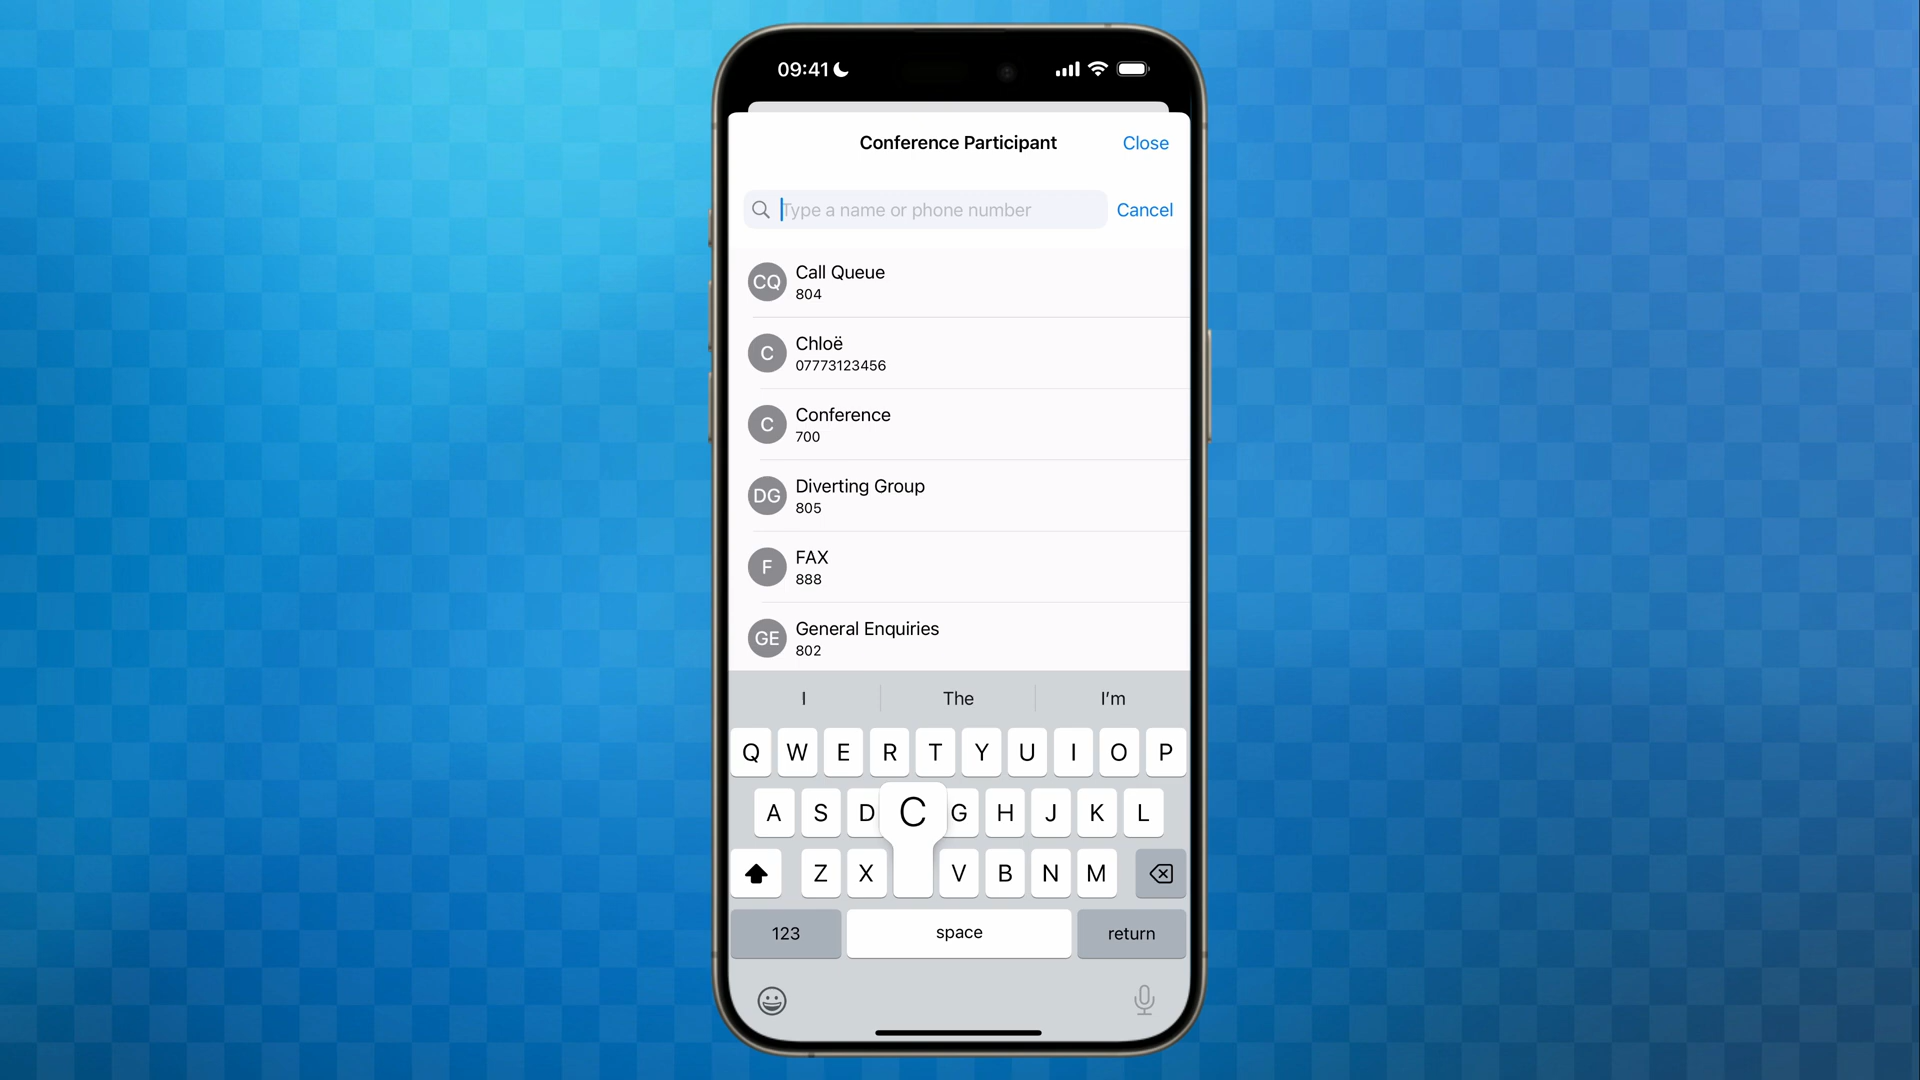 09:41
Conference Participant Close
Type a name or phone number Cancel
CQ Call Queue
804
C Chloë
07773123456
C Conference
700
DG Diverting Group
805
F FAX
888
GE General Enquiries
802
I The I'm
Q W E R T Y U I O P
A S D C G H J K L
Z X V B N M
123 space return